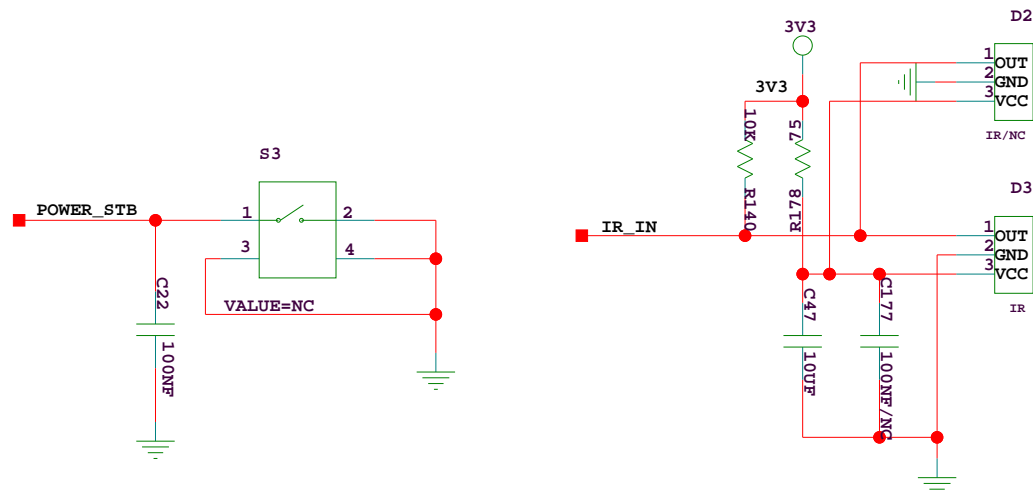 S3
POWER_STB
1
2
3
4
VALUE=NC
C22
100NF
3V3
3V3
10K
75
R140
R178
IR_IN
C47
10UF
C177
100NF/NC
D2
1 OUT
2 GND
3 VCC
IR/NC
D3
1 OUT
2 GND
3 VCC
IR